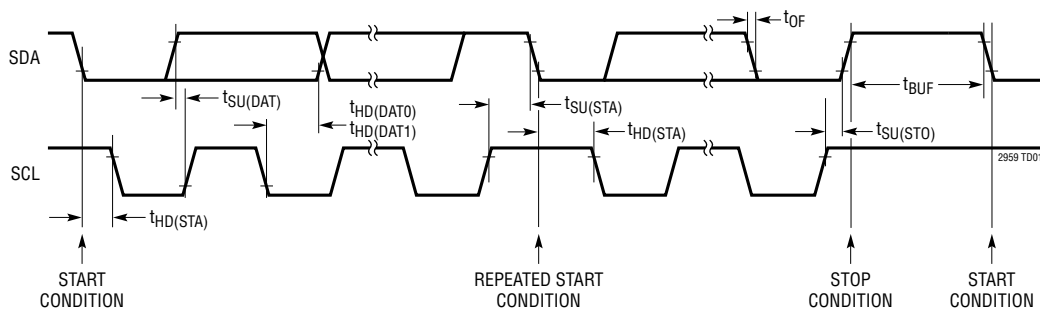 tOF
SDA
tSU(DAT)
tHD(DAT0)
tHD(DAT1)
tSU(STA)
tHD(STA)
tBUF
tSU(STO)
2959 TD01
SCL
tHD(STA)
START
CONDITION
REPEATED START
CONDITION
STOP
CONDITION
START
CONDITION